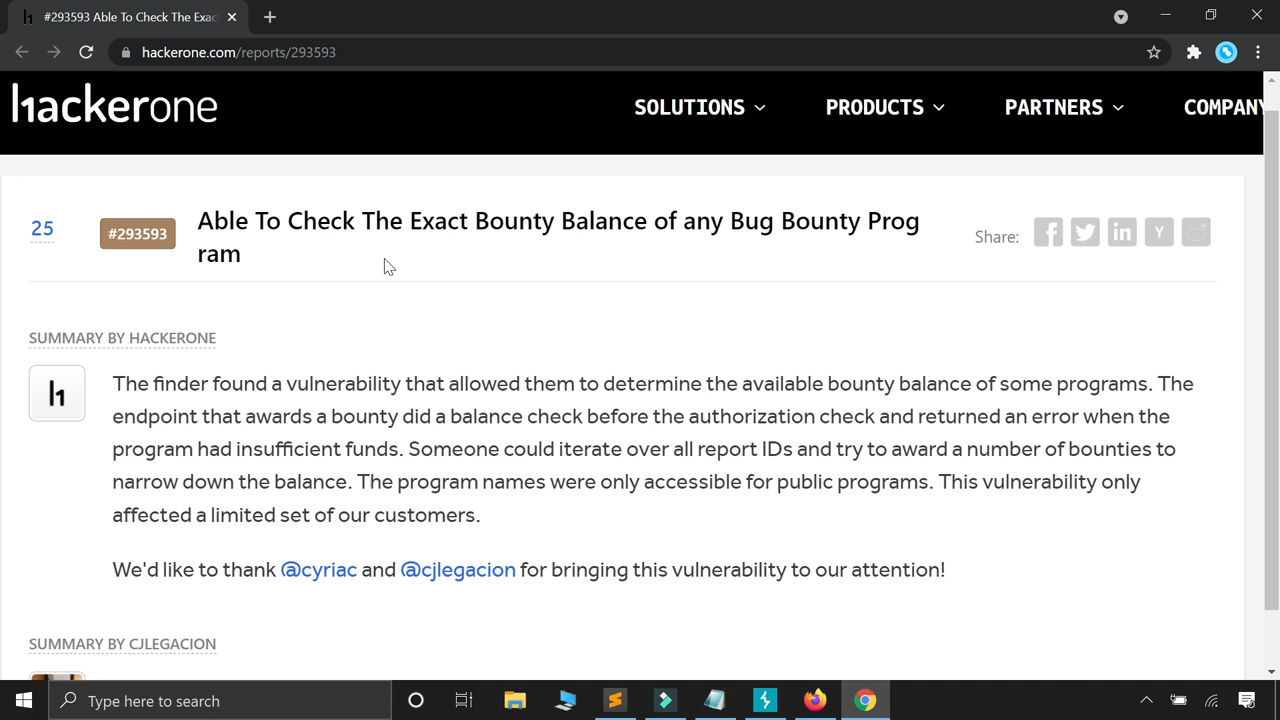 #293593 Able To Check The Exac
hackerone.com/reports/293593
hackerone
SOLUTIONS
PRODUCTS
PARTNERS
COMPANY
25
#293593
Able To Check The Exact Bounty Balance of any Bug Bounty Prog
ram
Share:
SUMMARY BY HACKERONE
The finder found a vulnerability that allowed them to determine the available bounty balance of some programs. The
endpoint that awards a bounty did a balance check before the authorization check and returned an error when the
program had insufficient funds. Someone could iterate over all report IDs and try to award a number of bounties to
narrow down the balance. The program names were only accessible for public programs. This vulnerability only
affected a limited set of our customers.
We'd like to thank @cyriac and @cjlegacion for bringing this vulnerability to our attention!
SUMMARY BY CJLEGACION
Type here to search